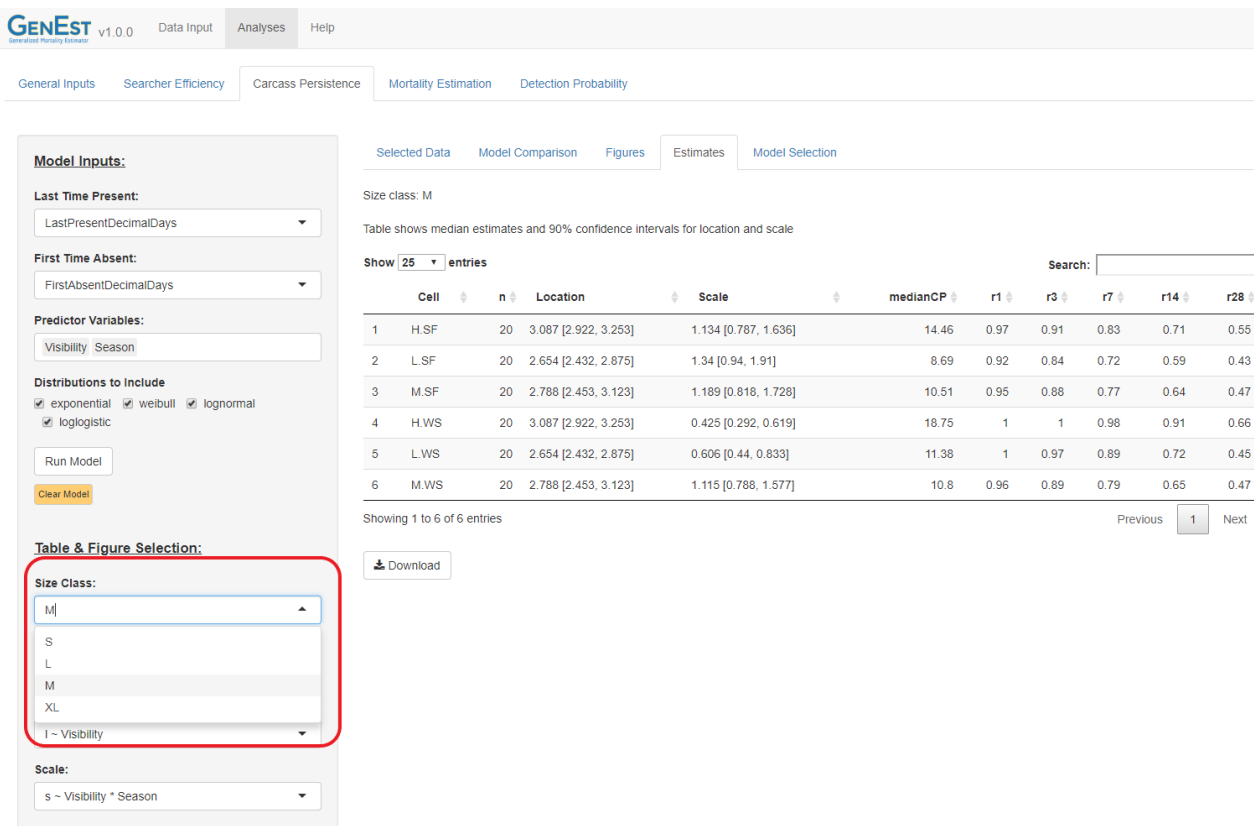 GENEST v1.0.0 Data Input Analyses Help
Generalized Mortality Estimator
General Inputs Searcher Efficiency Carcass Persistence Mortality Estimation Detection Probability
Model Inputs:
Last Time Present:
LastPresentDecimalDays
First Time Absent:
FirstAbsentDecimalDays
Predictor Variables:
Visibility Season
Distributions to Include
exponential weibull lognormal
loglogistic
Run Model
Clear Model
Table & Figure Selection:
Size Class:
M
S
L
M
XL
l ~ Visibility
Scale:
s ~ Visibility * Season
Selected Data Model Comparison Figures Estimates Model Selection
Size class: M
Table shows median estimates and 90% confidence intervals for location and scale
Show 25 entries Search:
Cell n Location Scale medianCP r1 r3 r7 r14 r28
1 H.SF 20 3.087 [2.922, 3.253] 1.134 [0.787, 1.636] 14.46 0.97 0.91 0.83 0.71 0.55
2 L.SF 20 2.654 [2.432, 2.875] 1.34 [0.94, 1.91] 8.69 0.92 0.84 0.72 0.59 0.43
3 M.SF 20 2.788 [2.453, 3.123] 1.189 [0.818, 1.728] 10.51 0.95 0.88 0.77 0.64 0.47
4 H.WS 20 3.087 [2.922, 3.253] 0.425 [0.292, 0.619] 18.75 1 1 0.98 0.91 0.66
5 L.WS 20 2.654 [2.432, 2.875] 0.606 [0.44, 0.833] 11.38 1 0.97 0.89 0.72 0.45
6 M.WS 20 2.788 [2.453, 3.123] 1.115 [0.788, 1.577] 10.8 0.96 0.89 0.79 0.65 0.47
Showing 1 to 6 of 6 entries Previous 1 Next
Download